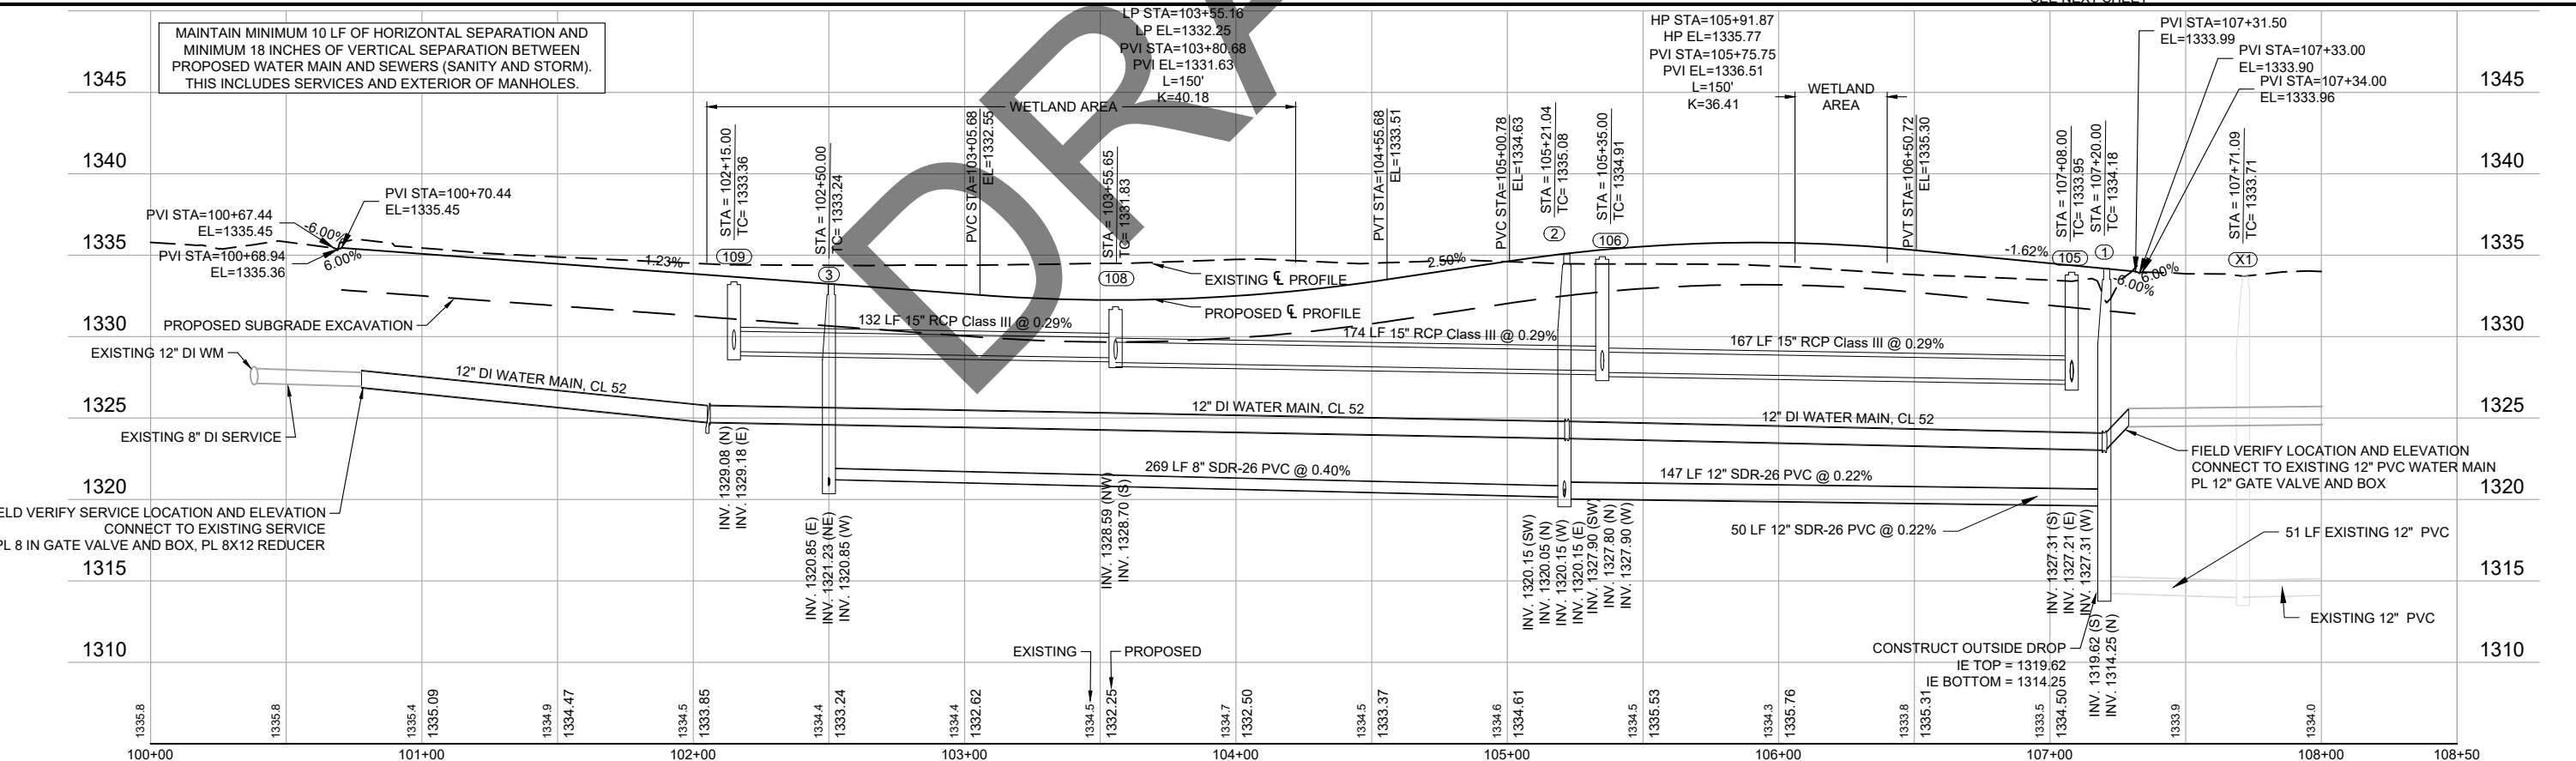 SEE NEXT SHEET
MAINTAIN MINIMUM 10 LF OF HORIZONTAL SEPARATION AND
MINIMUM 18 INCHES OF VERTICAL SEPARATION BETWEEN
PROPOSED WATER MAIN AND SEWERS (SANITY AND STORM).
THIS INCLUDES SERVICES AND EXTERIOR OF MANHOLES.
LP STA=103+55.16
LP EL=1332.25
PVI STA=103+80.68
PVI EL=1331.63
L=150'
K=40.18
HP STA=105+91.87
HP EL=1335.77
PVI STA=105+75.75
PVI EL=1336.51
L=150'
K=36.41
PVI STA=107+31.50
EL=1333.99
PVI STA=107+33.00
EL=1333.90
PVI STA=107+34.00
EL=1333.96
1345
1345
WETLAND AREA
WETLAND
AREA
1340
1340
STA = 102+15.00
TC= 1333.36
109
STA = 102+50.00
TC= 1333.24
3
PVC STA=103+05.68
EL=1332.55
STA = 103+55.65
TC= 1331.83
108
PVT STA=104+55.68
EL=1333.51
PVC STA=105+00.78
EL=1334.63
STA = 105+21.04
TC= 1335.08
2
STA = 105+35.00
TC= 1334.91
106
PVT STA=106+50.72
EL=1335.30
STA = 107+08.00
TC= 1333.95
105
STA = 107+20.00
TC= 1334.18
1
STA = 107+71.09
TC= 1333.71
X1
PVI STA=100+70.44
EL=1335.45
PVI STA=100+67.44
EL=1335.45
PVI STA=100+68.94
EL=1335.36
-6.00%
6.00%
-1.23%
2.50%
-1.62%
-6.00%
6.00%
1335
1335
EXISTING ℄ PROFILE
PROPOSED ℄ PROFILE
PROPOSED SUBGRADE EXCAVATION
1330
1330
132 LF 15" RCP Class III @ 0.29%
174 LF 15" RCP Class III @ 0.29%
167 LF 15" RCP Class III @ 0.29%
EXISTING 12" DI WM
12" DI WATER MAIN, CL 52
12" DI WATER MAIN, CL 52
12" DI WATER MAIN, CL 52
1325
1325
EXISTING 8" DI SERVICE
INV. 1329.08 (N)
INV. 1329.18 (E)
269 LF 8" SDR-26 PVC @ 0.40%
147 LF 12" SDR-26 PVC @ 0.22%
FIELD VERIFY LOCATION AND ELEVATION
CONNECT TO EXISTING 12" PVC WATER MAIN
PL 12" GATE VALVE AND BOX
1320
1320
ELD VERIFY SERVICE LOCATION AND ELEVATION
CONNECT TO EXISTING SERVICE
PL 8 IN GATE VALVE AND BOX, PL 8X12 REDUCER
INV. 1320.85 (E)
INV. 1321.23 (NE)
INV. 1320.85 (W)
INV. 1328.59 (NW)
INV. 1328.70 (S)
INV. 1320.15 (SW)
INV. 1320.05 (N)
INV. 1320.15 (W)
INV. 1320.15 (E)
INV. 1327.90 (SW)
INV. 1327.80 (N)
INV. 1327.90 (W)
50 LF 12" SDR-26 PVC @ 0.22%
INV. 1327.31 (S)
INV. 1327.21 (E)
INV. 1327.31 (W)
51 LF EXISTING 12" PVC
1315
1315
EXISTING 12" PVC
CONSTRUCT OUTSIDE DROP
IE TOP = 1319.62
IE BOTTOM = 1314.25
INV. 1319.62 (S)
INV. 1314.25 (N)
1310
1310
EXISTING
PROPOSED
1335.8
1335.8
1335.4
1335.09
1334.9
1334.47
1334.5
1333.85
1334.4
1333.24
1334.4
1332.62
1334.5
1332.25
1334.7
1332.50
1334.5
1333.37
1334.6
1334.61
1334.5
1335.53
1334.3
1335.76
1333.8
1335.31
1333.5
1334.50
1333.9
1334.0
100+00
101+00
102+00
103+00
104+00
105+00
106+00
107+00
108+00
108+50